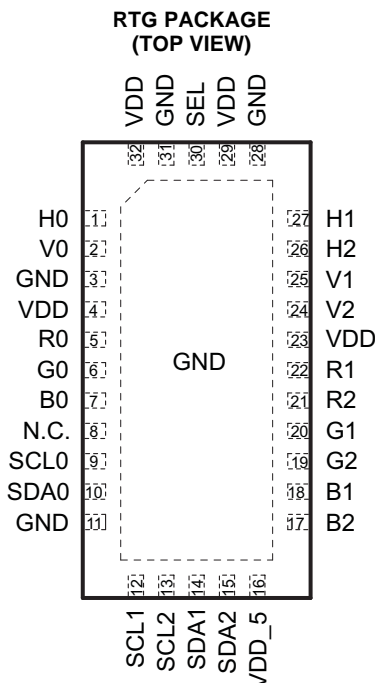 RTG PACKAGE
(TOP VIEW)
VDD GND SEL VDD GND
32 31 30 29 28
H0 1 27 H1
V0 2 26 H2
GND 3 25 V1
VDD 4 24 V2
R0 5 23 VDD
G0 6 GND 22 R1
B0 7 21 R2
N.C. 8 20 G1
SCL0 9 19 G2
SDA0 10 18 B1
GND 11 17 B2
12 13 14 15 16
SCL1 SCL2 SDA1 SDA2 VDD_5